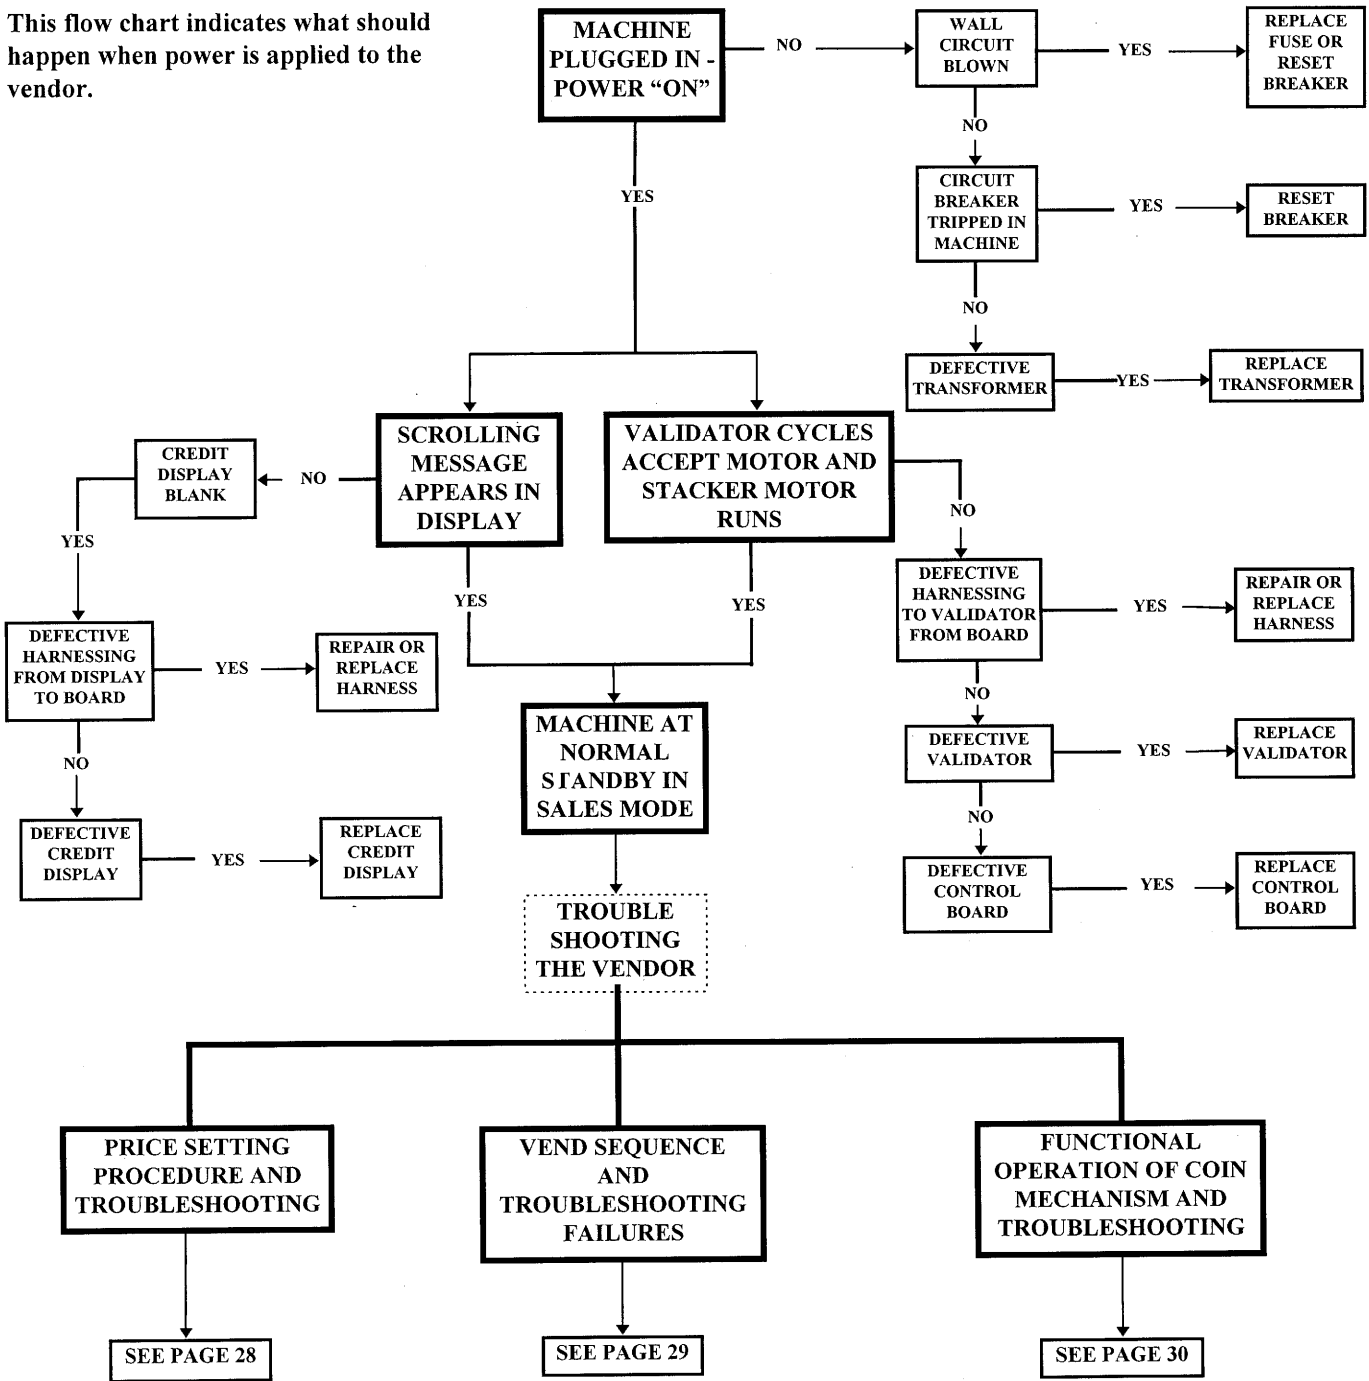 This flow chart indicates what should
happen when power is applied to the
vendor.
MACHINE
PLUGGED IN -
POWER “ON”
NO
WALL
CIRCUIT
BLOWN
YES
REPLACE
FUSE OR
RESET
BREAKER
NO
YES
CIRCUIT
BREAKER
TRIPPED IN
MACHINE
YES
RESET
BREAKER
NO
DEFECTIVE
TRANSFORMER
YES
REPLACE
TRANSFORMER
SCROLLING
MESSAGE
APPEARS IN
DISPLAY
VALIDATOR CYCLES
ACCEPT MOTOR AND
STACKER MOTOR
RUNS
NO
CREDIT
DISPLAY
BLANK
YES
NO
YES
YES
DEFECTIVE
HARNESSING
FROM DISPLAY
TO BOARD
YES
REPAIR OR
REPLACE
HARNESS
DEFECTIVE
HARNESSING
TO VALIDATOR
FROM BOARD
YES
REPAIR OR
REPLACE
HARNESS
NO
NO
MACHINE AT
NORMAL
STANDBY IN
SALES MODE
DEFECTIVE
VALIDATOR
YES
REPLACE
VALIDATOR
NO
DEFECTIVE
CREDIT
DISPLAY
YES
REPLACE
CREDIT
DISPLAY
DEFECTIVE
CONTROL
BOARD
YES
REPLACE
CONTROL
BOARD
TROUBLE
SHOOTING
THE VENDOR
PRICE SETTING
PROCEDURE AND
TROUBLESHOOTING
VEND SEQUENCE
AND
TROUBLESHOOTING
FAILURES
FUNCTIONAL
OPERATION OF COIN
MECHANISM AND
TROUBLESHOOTING
SEE PAGE 28
SEE PAGE 29
SEE PAGE 30